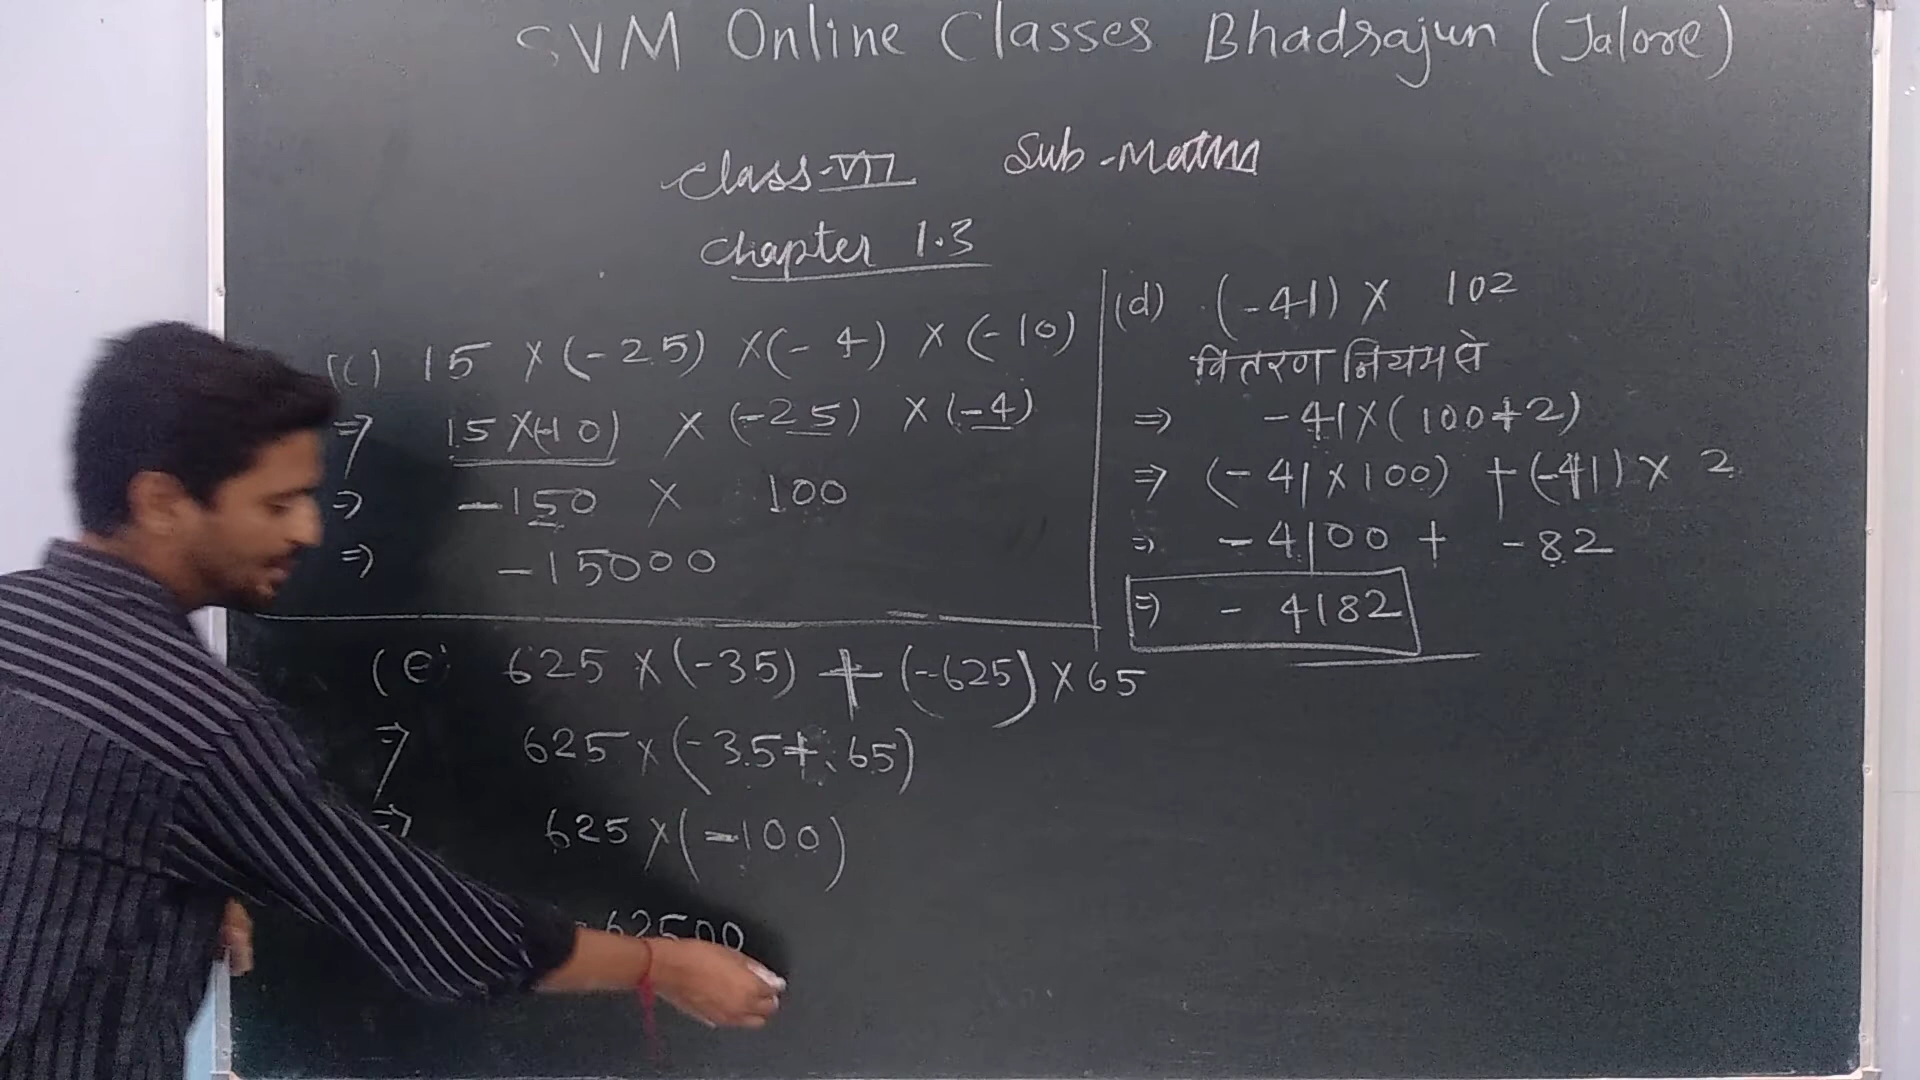 SVM Online Classes Bhadrajun (Jalore)
Class-VII Sub-Maths
Chapter 1.3
(c) 15 × (-25) × (-4) × (-10)
⇒ 15×(-10) × (-25) × (-4)
⇒ -150 × 100
⇒ -15000
(d) (-41) × 102
वितरण नियम से
⇒ -41×(100+2)
⇒ (-41×100) + (-41) × 2
⇒ -4100 + -82
⇒ - 4182
(e) 625 × (-35) + (-625) × 65
⇒ 625 × (-35+ 65)
⇒ 625 × (-100)
-62500